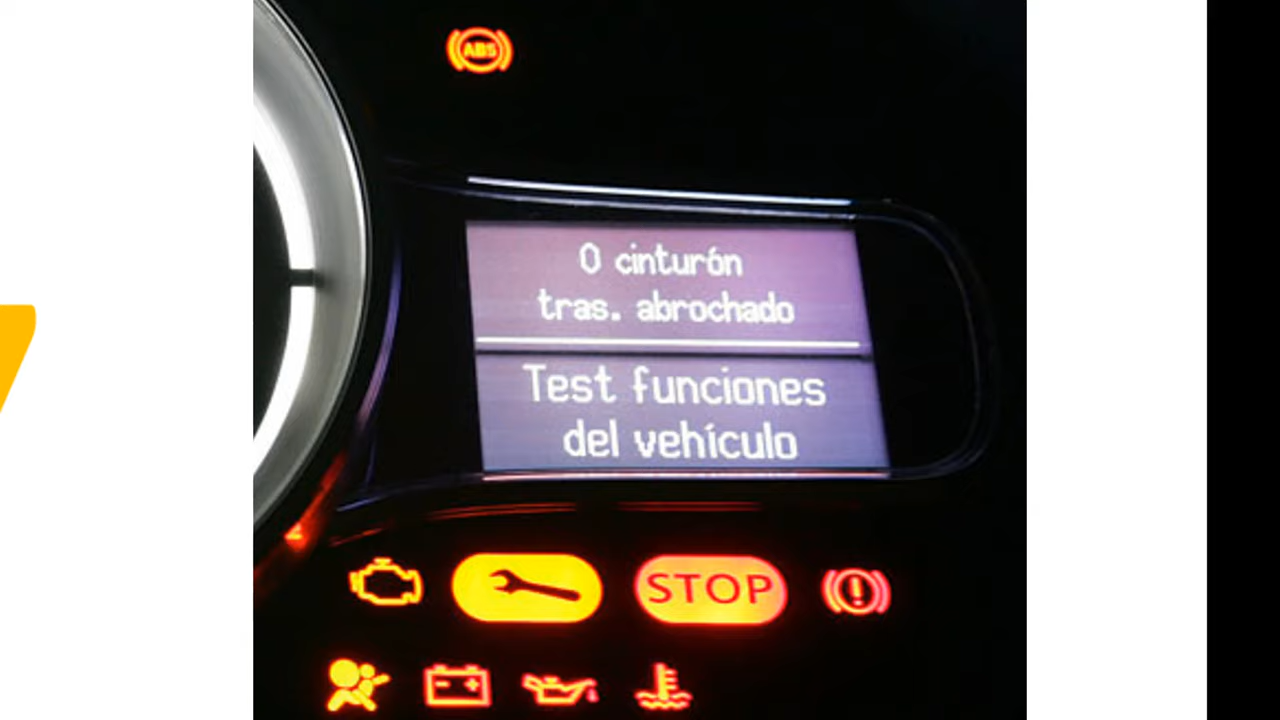 ABS
0 cinturón
tras. abrochado
Test funciones
del vehículo
STOP